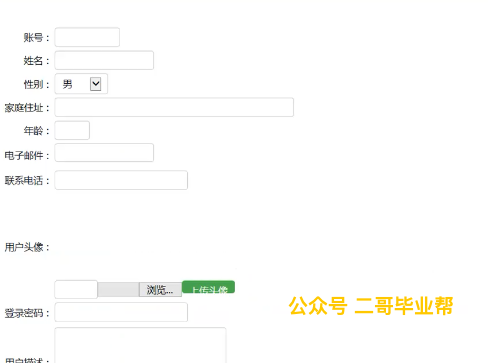 账号：
姓名：
性别： 男
家庭住址：
年龄：
电子邮件：
联系电话：
用户头像：
浏览... 上传头像
公众号 二哥毕业帮
登录密码：
用户描述：